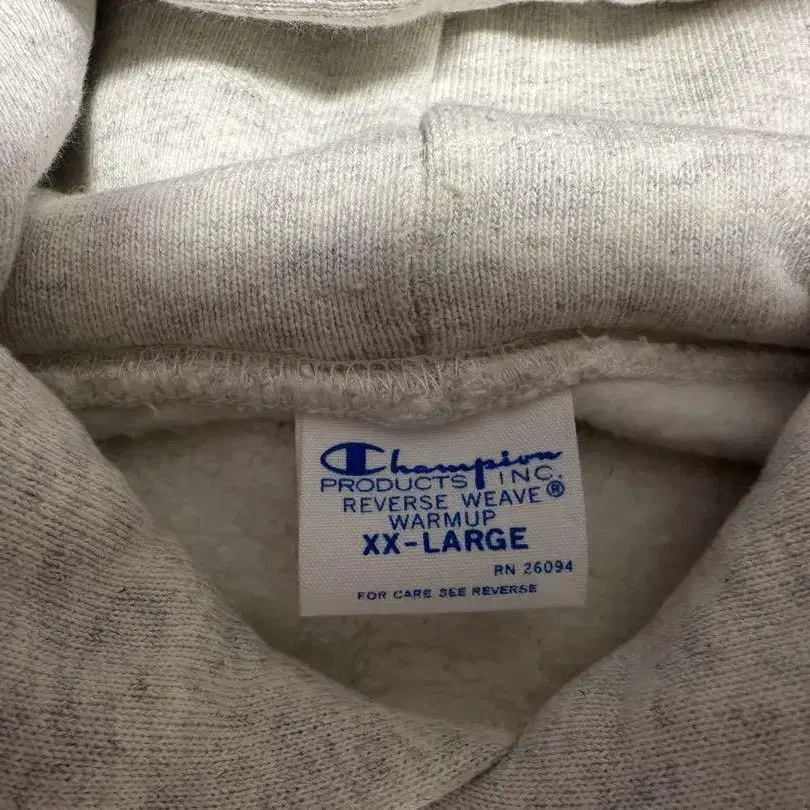 Champion
PRODUCTS INC.
REVERSE WEAVE®
WARMUP
XX-LARGE
RN 26094
FOR CARE SEE REVERSE